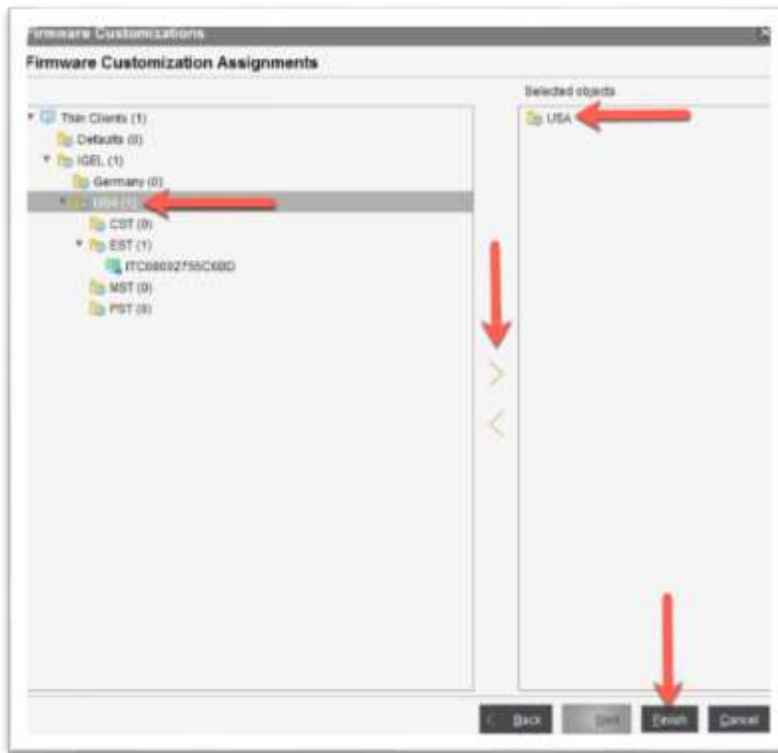 Firmware Customizations
Firmware Customization Assignments
Selected objects
Thin Clients (1)
Defaults (0)
IGEL (1)
Germany (0)
USA (1)
CST (0)
EST (1)
MST (0)
PST (0)
USA
Back
Next
Finish
Cancel